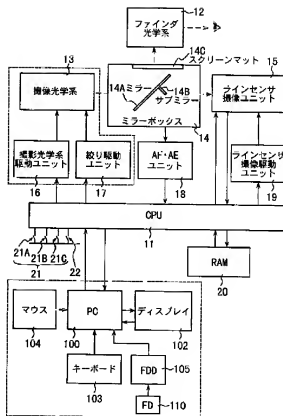 12
ファインダ
光学系
14C
スクリーンマット
13
撮像光学系
14Aミラー
14B
サブミラー
ミラーボックス
14
15
ラインセンサ
撮像ユニット
撮影光学系
駆動ユニット
16
絞り駆動
ユニット
17
AF・AE
ユニット
18
ラインセンサ
撮像駆動
ユニット
19
CPU
11
21A
21B
21C
21
22
RAM
20
マウス
104
PC
100
ディスプレイ
102
キーボード
103
FDD
105
FD
110